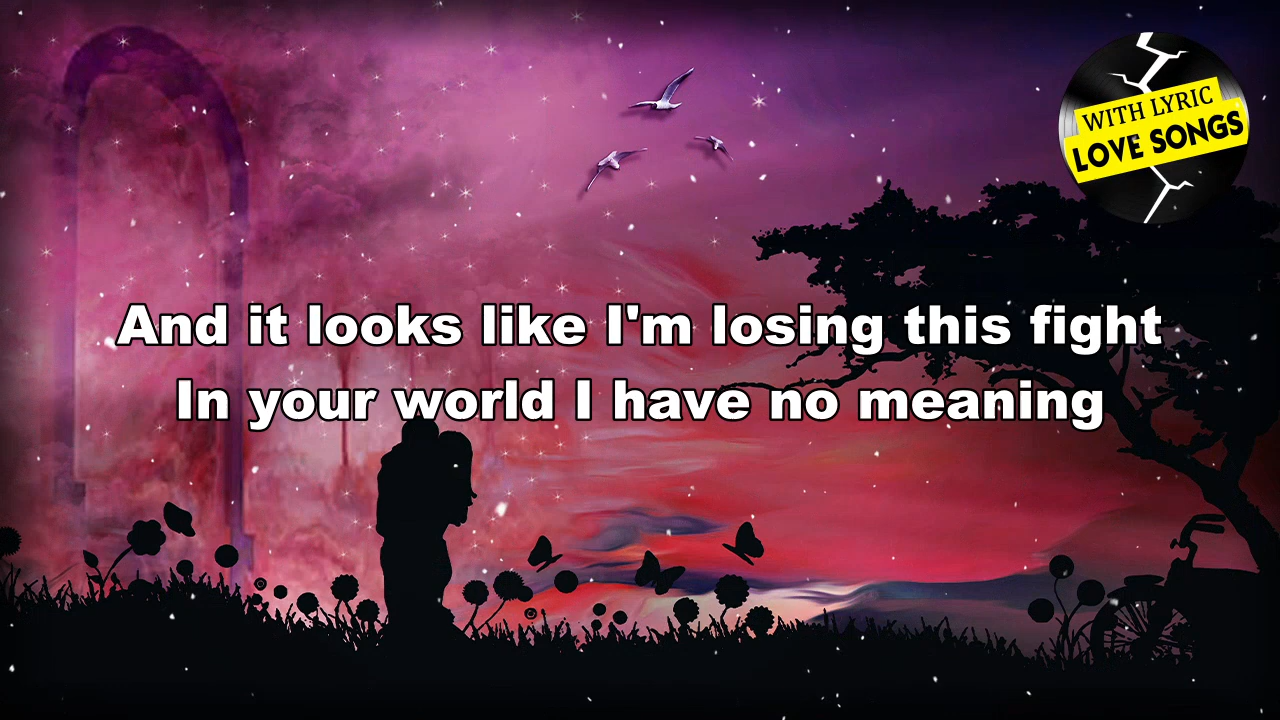 WITH LYRIC
LOVE SONGS
And it looks like I'm losing this fight
In your world I have no meaning